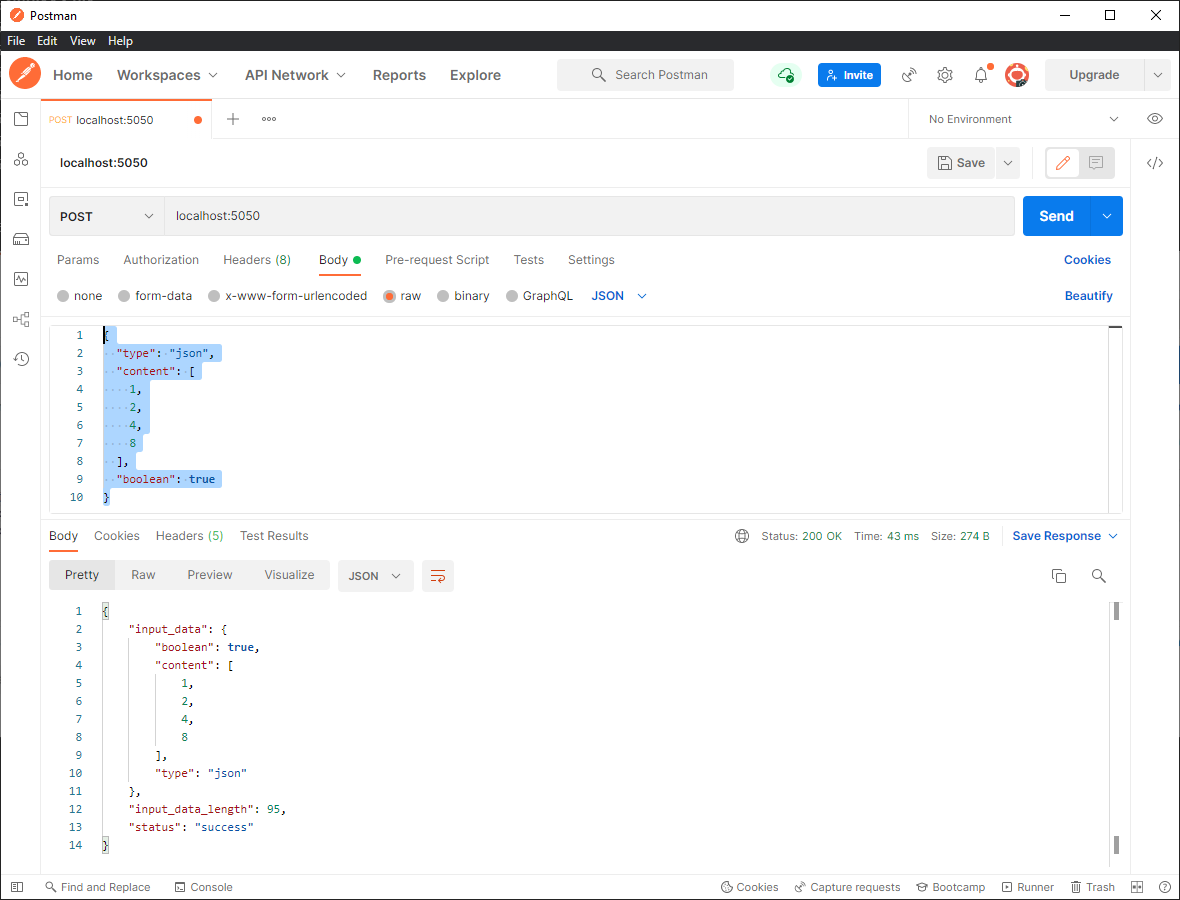 Postman
File Edit View Help
Home Workspaces API Network Reports Explore Search Postman Invite Upgrade
POST localhost:5050 No Environment
localhost:5050 Save
POST localhost:5050 Send
Params Authorization Headers (8) Body Pre-request Script Tests Settings Cookies
none form-data x-www-form-urlencoded raw binary GraphQL JSON Beautify
1 {
2 "type": "json",
3 "content": [
4 1,
5 2,
6 4,
7 8
8 ],
9 "boolean": true
10 }
Body Cookies Headers (5) Test Results Status: 200 OK Time: 43 ms Size: 274 B Save Response
Pretty Raw Preview Visualize JSON
1 {
2 "input_data": {
3 "boolean": true,
4 "content": [
5 1,
6 2,
7 4,
8 8
9 ],
10 "type": "json"
11 },
12 "input_data_length": 95,
13 "status": "success"
14 }
Find and Replace Console Cookies Capture requests Bootcamp Runner Trash